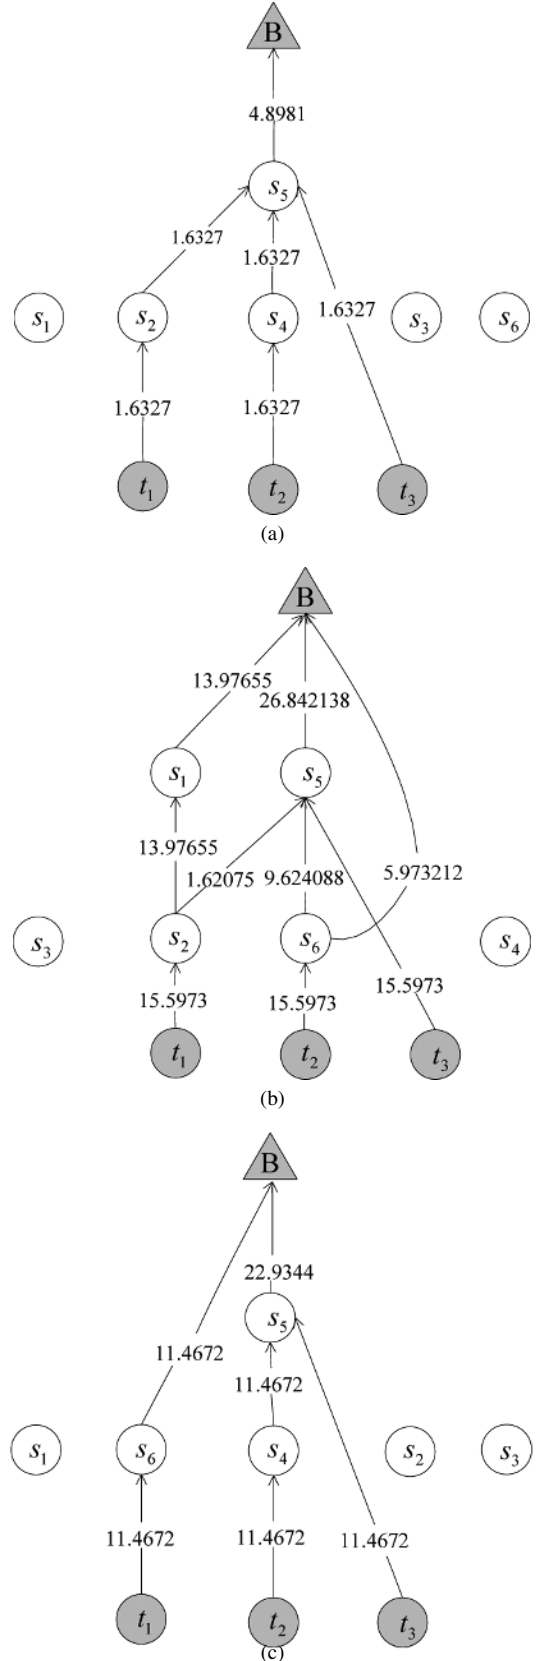 B
4.8981
s5
1.6327
1.6327
1.6327
s1 s2 s4 s3 s6
1.6327 1.6327
t1 t2 t3
(a)
B
13.97655
26.842138
s1 s5
13.97655
1.62075 9.624088 5.973212
s3 s2 s6 s4
15.5973 15.5973 15.5973
t1 t2 t3
(b)
B
22.9344
s5
11.4672
11.4672
s1 s6 s4 s2 s3
11.4672 11.4672 11.4672
t1 t2 t3
(c)